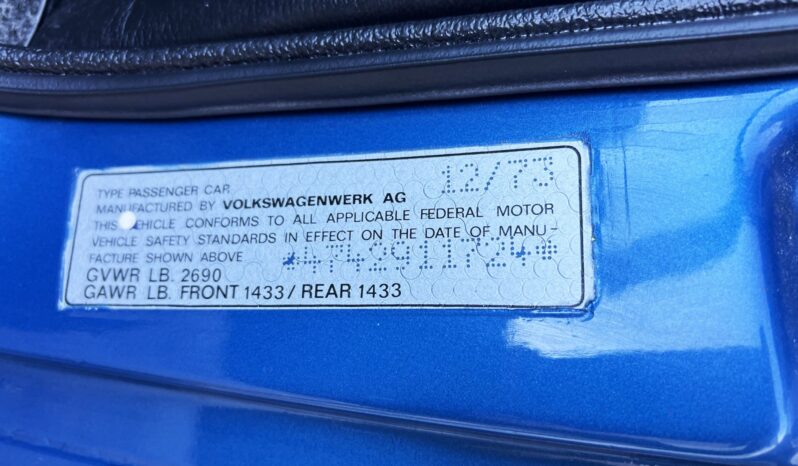 12/73
TYPE PASSENGER CAR
MANUFACTURED BY VOLKSWAGENWERK AG
THIS VEHICLE CONFORMS TO ALL APPLICABLE FEDERAL MOTOR
VEHICLE SAFETY STANDARDS IN EFFECT ON THE DATE OF MANU-
FACTURE SHOWN ABOVE *4742911724*
GVWR LB. 2690
GAWR LB. FRONT 1433 / REAR 1433